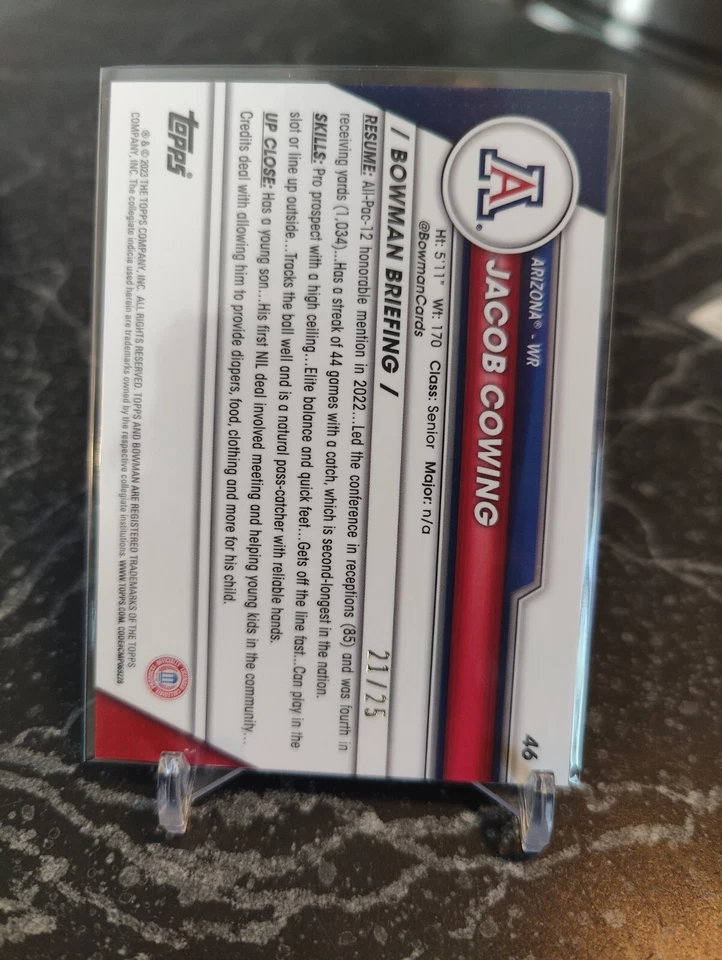 46
A
ARIZONA® - WR
JACOB COWING
Ht: 5'11" Wt: 170 Class: Senior Major: n/a
@BowmanCards
/ BOWMAN BRIEFING /
21/25
RESUME: All-Pac-12 honorable mention in 2022...Led the conference in receptions (85) and was fourth in
receiving yards (1,034)...Has a streak of 44 games with a catch, which is second-longest in the nation.
SKILLS: Pro prospect with a high ceiling...Elite balance and quick feet...Gets off the line fast...Can play in the
slot or line up outside...Tracks the ball well and is a natural pass-catcher with reliable hands.
UP CLOSE: Has a young son...His first NIL deal involved meeting and helping young kids in the community...
Credits deal with allowing him to provide diapers, food, clothing and more for his child.
topps
® & © 2023 THE TOPPS COMPANY, INC. ALL RIGHTS RESERVED. TOPPS AND BOWMAN ARE REGISTERED TRADEMARKS OF THE TOPPS
COMPANY, INC. The collegiate indicia used herein are trademarks owned by the respective collegiate institutions. WWW.TOPPS.COM.